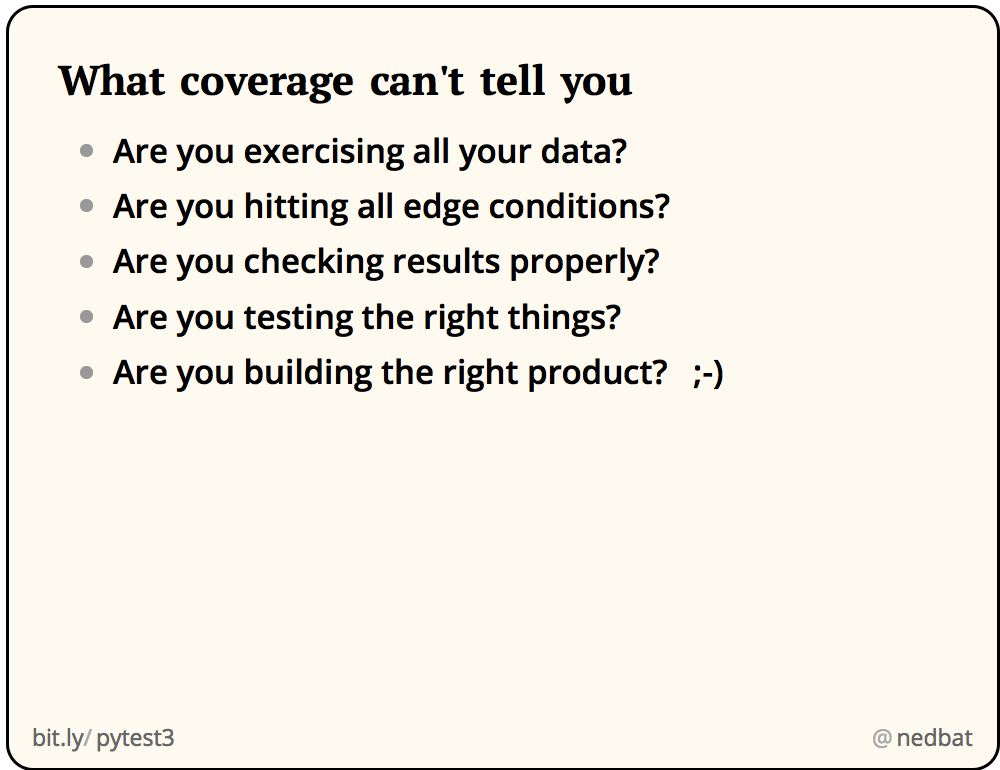 What coverage can't tell you
Are you exercising all your data?
Are you hitting all edge conditions?
Are you checking results properly?
Are you testing the right things?
Are you building the right product? ;-)
bit.ly/ pytest3
@ nedbat